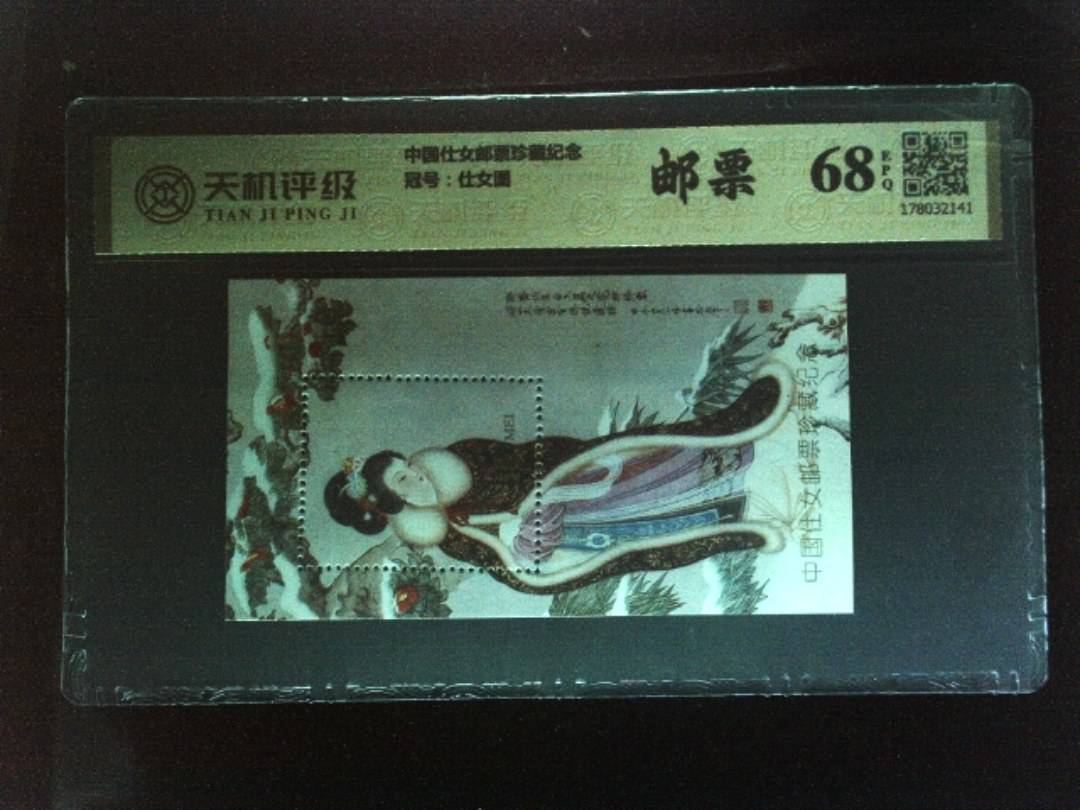 天机评级
TIAN JI PING JI
中国仕女邮票珍藏纪念
冠号：仕女图
邮票
68
EPQ
178032141
MEI
中国仕女邮票珍藏纪念